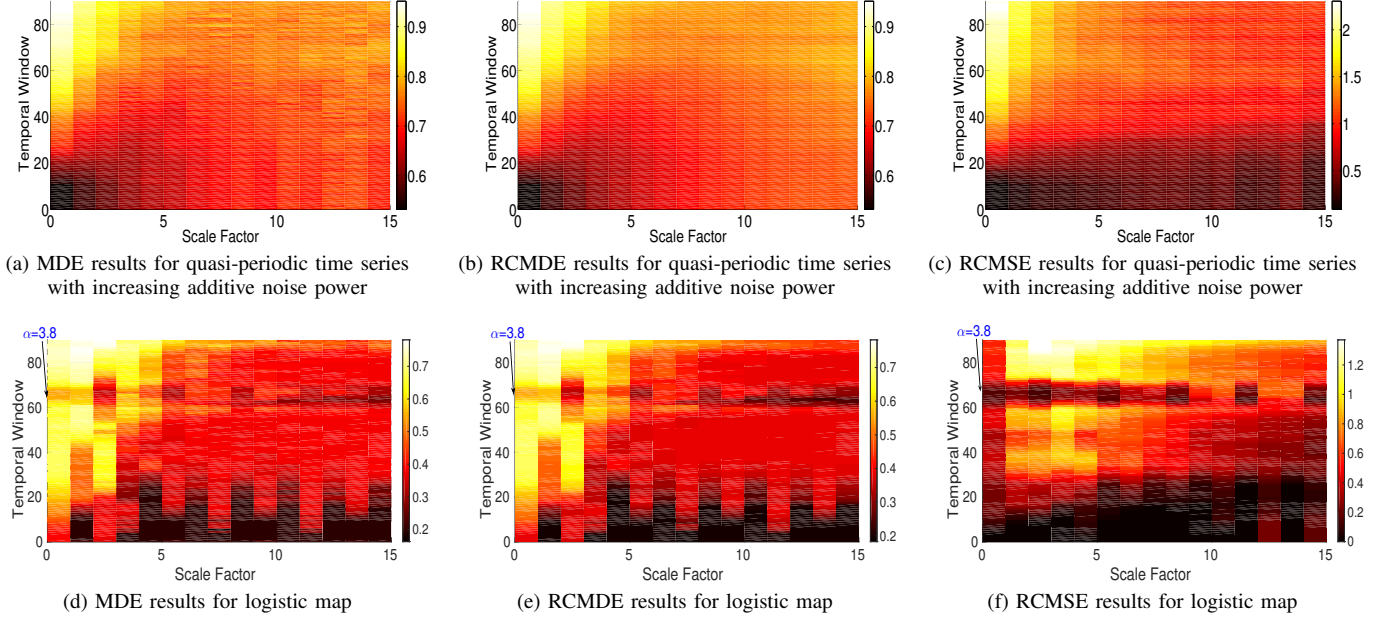 Temporal Window
80
60
40
20
0
0 5 10 15
Scale Factor
0.9
0.8
0.7
0.6
(a) MDE results for quasi-periodic time series
with increasing additive noise power
Temporal Window
80
60
40
20
0
0 5 10 15
Scale Factor
0.9
0.8
0.7
0.6
(b) RCMDE results for quasi-periodic time series
with increasing additive noise power
Temporal Window
80
60
40
20
0
0 5 10 15
Scale Factor
2
1.5
1
0.5
(c) RCMSE results for quasi-periodic time series
with increasing additive noise power
α=3.8
Temporal Window
80
60
40
20
0
0 5 10 15
Scale Factor
0.7
0.6
0.5
0.4
0.3
0.2
(d) MDE results for logistic map
α=3.8
Temporal Window
80
60
40
20
0
0 5 10 15
Scale Factor
0.7
0.6
0.5
0.4
0.3
0.2
(e) RCMDE results for logistic map
α=3.8
Temporal Window
80
60
40
20
0
0 5 10 15
Scale Factor
1.2
1
0.8
0.6
0.4
0.2
0
(f) RCMSE results for logistic map